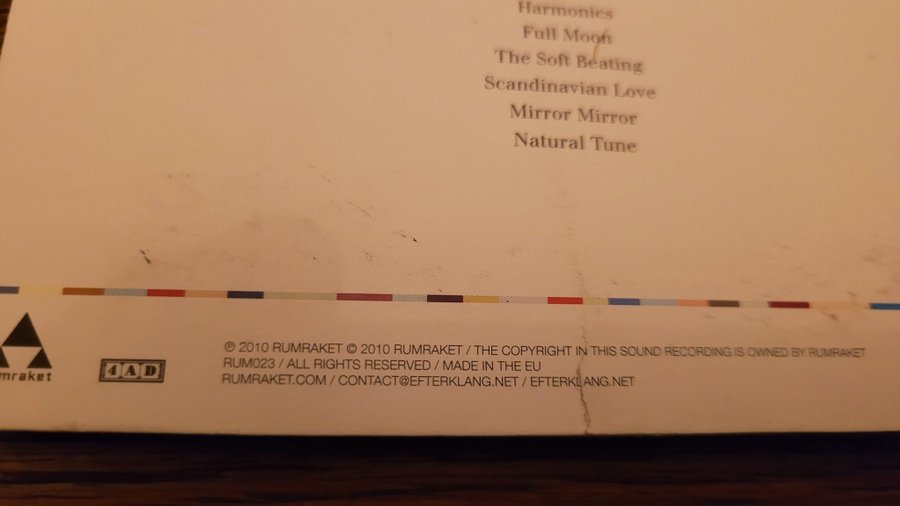 Harmonics
Full Moon
The Soft Beating
Scandinavian Love
Mirror Mirror
Natural Tune
mraket
4AD
℗ 2010 RUMRAKET © 2010 RUMRAKET / THE COPYRIGHT IN THIS SOUND RECORDING IS OWNED BY RUMRAKET
RUM023 / ALL RIGHTS RESERVED / MADE IN THE EU
RUMRAKET.COM / CONTACT@EFTERKLANG.NET / EFTERKLANG.NET